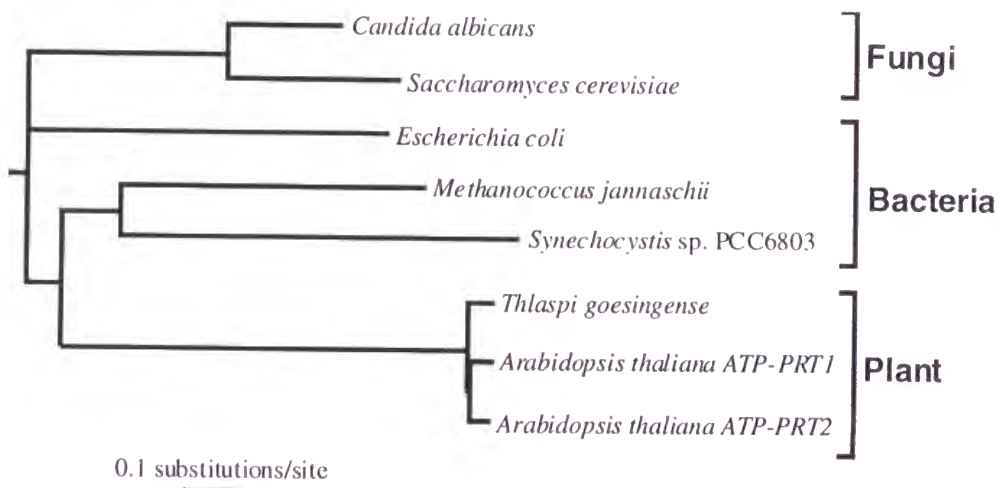 Candida albicans
Saccharomyces cerevisiae
Fungi
Escherichia coli
Methanococcus jannaschii
Synechocystis sp. PCC6803
Bacteria
Thlaspi goesingense
Arabidopsis thaliana ATP-PRT1
Arabidopsis thaliana ATP-PRT2
Plant
0.1 substitutions/site